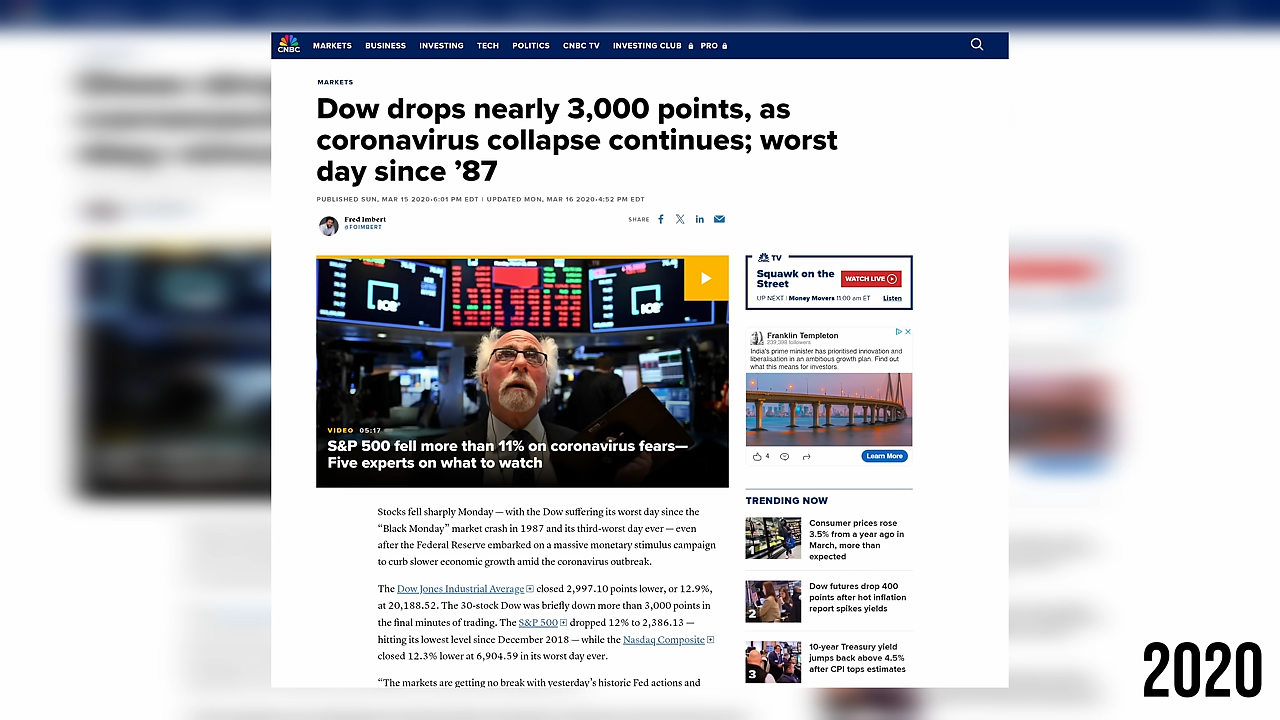 CNBC
MARKETS BUSINESS INVESTING TECH POLITICS CNBC TV INVESTING CLUB PRO
MARKETS
Dow drops nearly 3,000 points, as
coronavirus collapse continues; worst
day since ’87
PUBLISHED SUN, MAR 15 2020•6:01 PM EDT | UPDATED MON, MAR 16 2020•4:52 PM EDT
Fred Imbert
@FOIMBERT
SHARE
ice
ice
VIDEO 05:17
S&P 500 fell more than 11% on coronavirus fears—
Five experts on what to watch
Stocks fell sharply Monday — with the Dow suffering its worst day since the
“Black Monday” market crash in 1987 and its third-worst day ever — even
after the Federal Reserve embarked on a massive monetary stimulus campaign
to curb slower economic growth amid the coronavirus outbreak.
The Dow Jones Industrial Average closed 2,997.10 points lower, or 12.9%,
at 20,188.52. The 30-stock Dow was briefly down more than 3,000 points in
the final minutes of trading. The S&P 500 dropped 12% to 2,386.13 —
hitting its lowest level since December 2018 — while the Nasdaq Composite
closed 12.3% lower at 6,904.59 in its worst day ever.
“The markets are getting no break with yesterday’s historic Fed actions and
TV
Squawk on the
Street
WATCH LIVE
UP NEXT | Money Movers 11:00 am ET
Listen
Franklin Templeton
239,398 followers
India's prime minister has prioritised innovation and
liberalisation in an ambitious growth plan. Find out
what this means for investors.
4
Learn More
TRENDING NOW
1
Consumer prices rose
3.5% from a year ago in
March, more than
expected
2
Dow futures drop 400
points after hot inflation
report spikes yields
3
10-year Treasury yield
jumps back above 4.5%
after CPI tops estimates
2020